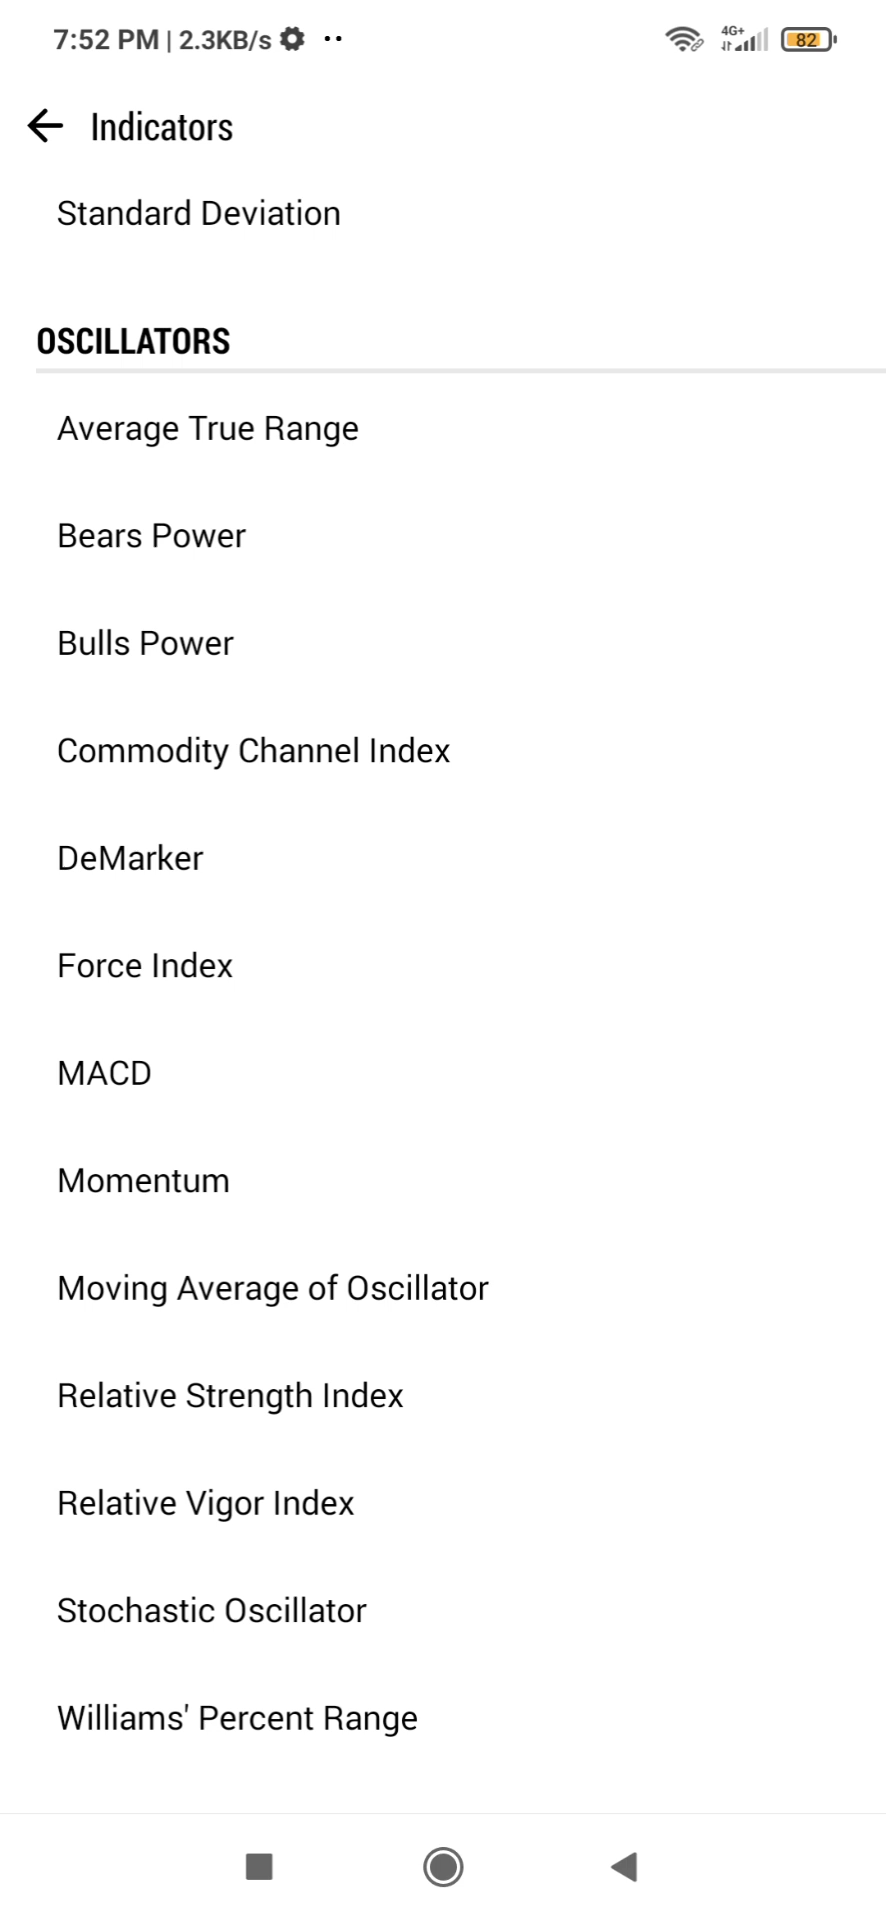 7:52 PM | 2.3KB/s
4G+
82
Indicators
Standard Deviation
OSCILLATORS
Average True Range
Bears Power
Bulls Power
Commodity Channel Index
DeMarker
Force Index
MACD
Momentum
Moving Average of Oscillator
Relative Strength Index
Relative Vigor Index
Stochastic Oscillator
Williams' Percent Range